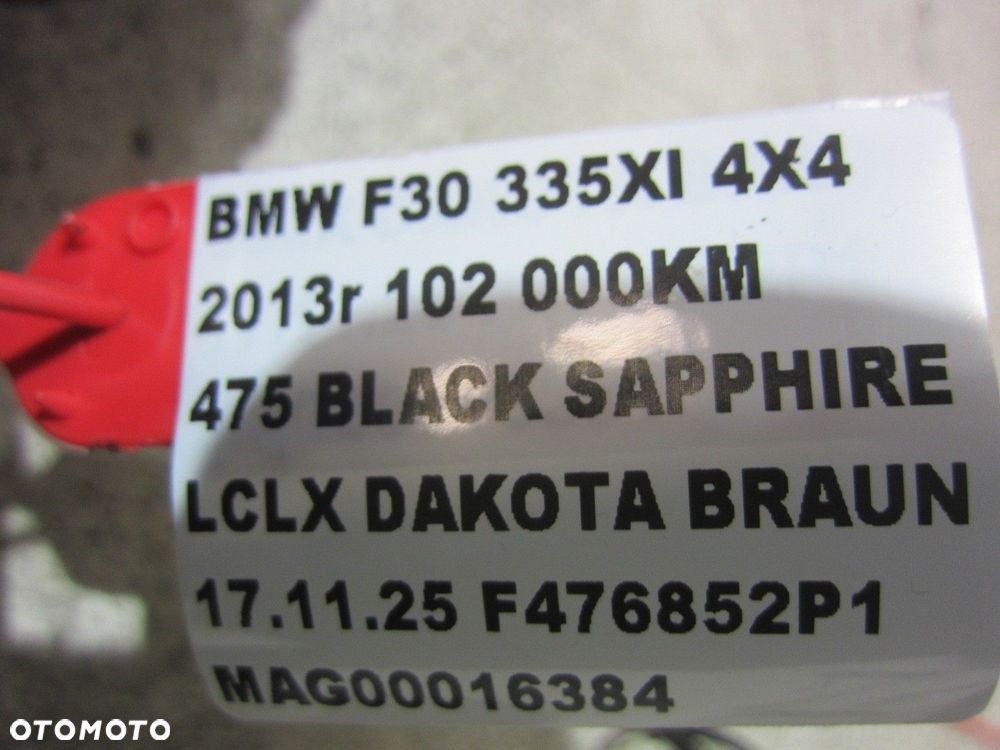 BMW F30 335XI 4X4
2013r 102 000KM
475 BLACK SAPPHIRE
LCLX DAKOTA BRAUN
17.11.25 F476852P1
MAG00016384
OTOMOTO